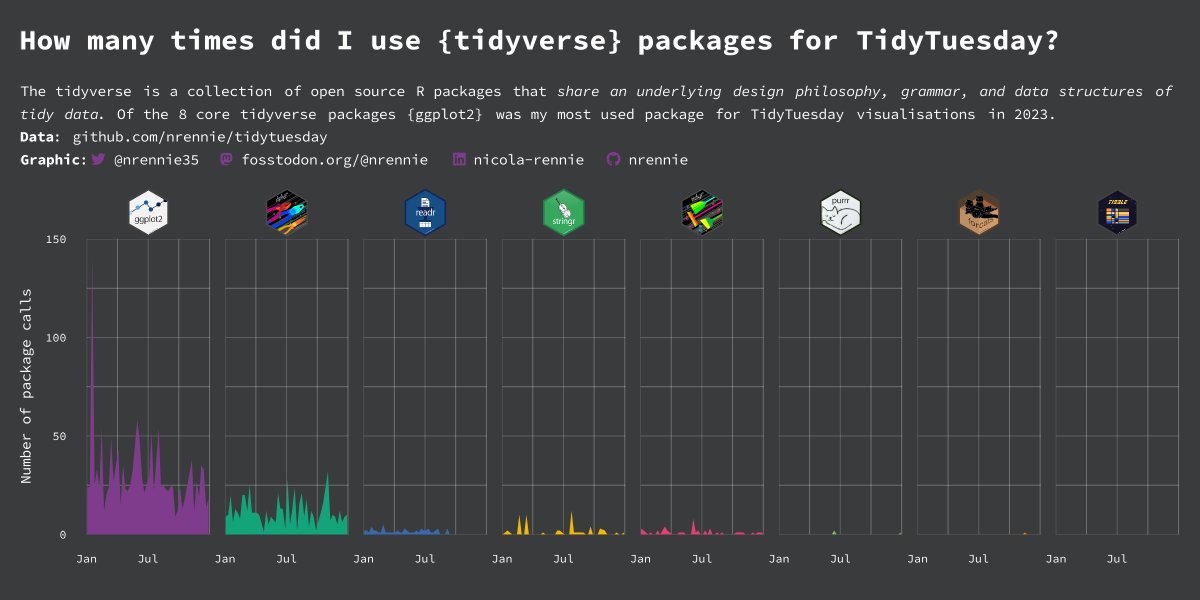 How many times did I use {tidyverse} packages for TidyTuesday?
The tidyverse is a collection of open source R packages that share an underlying design philosophy, grammar, and data structures of
tidy data. Of the 8 core tidyverse packages {ggplot2} was my most used package for TidyTuesday visualisations in 2023.
Data: github.com/nrennie/tidytuesday
Graphic: @nrennie35 fosstodon.org/@nrennie nicola-rennie nrennie
ggplot2 readr stringr purrr forcats TIBBLE
Number of package calls
150
100
50
0
Jan Jul Jan Jul Jan Jul Jan Jul Jan Jul Jan Jul Jan Jul Jan Jul